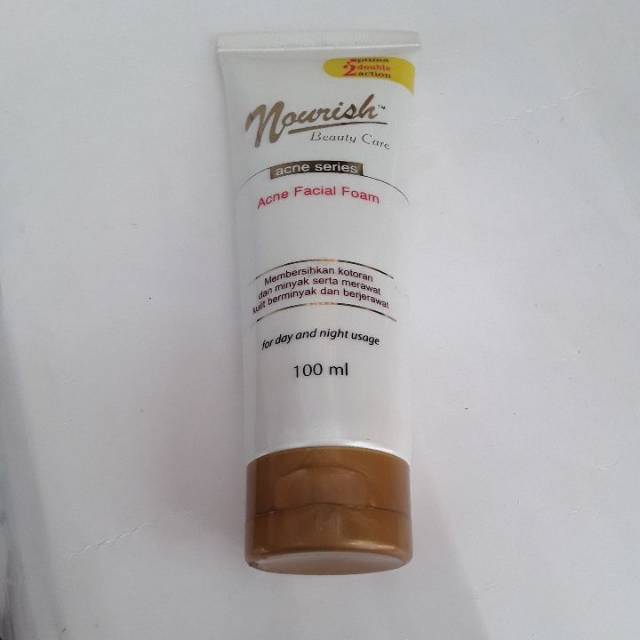 2 double
action
Nourish™
Beauty Care
acne series
Acne Facial Foam
Membersihkan kotoran
dan minyak serta merawat
kulit berminyak dan berjerawat
for day and night usage
100 ml